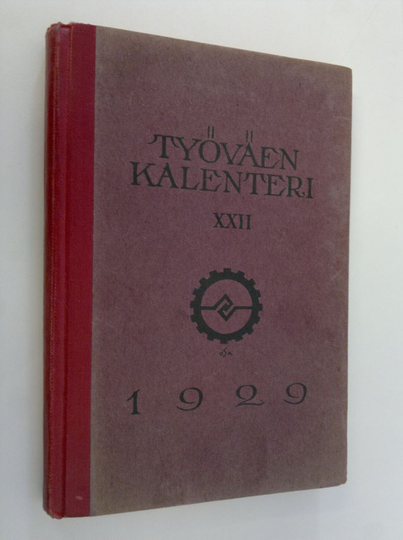 TYÖVÄEN
KALENTERI
XXII
1929